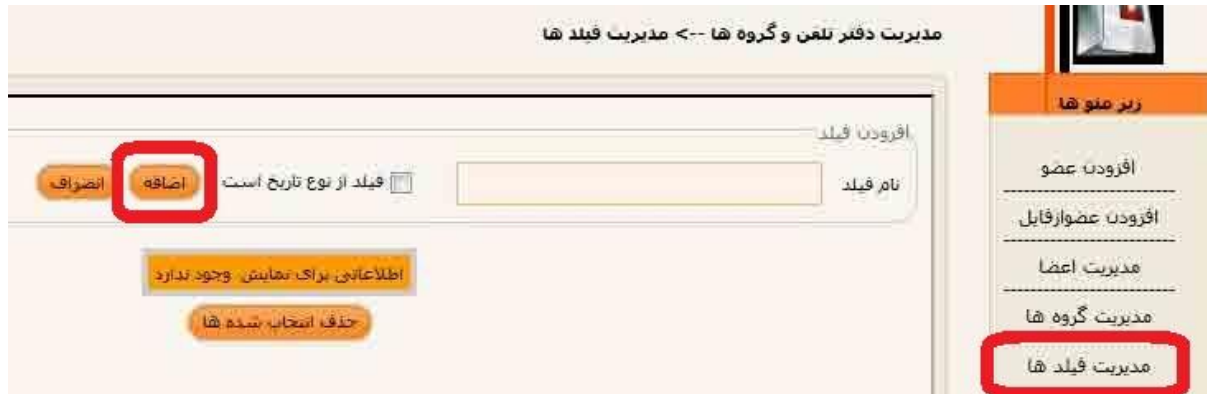 مدیریت دفتر تلفن و گروه ها --> مدیریت فیلد ها
زیر منو ها
افزودن عضو
افزودن عضوازفایل
مدیریت اعضا
مدیریت گروه ها
مدیریت فیلد ها
افزودن فیلد
نام فیلد
فیلد از نوع تاریخ است
اضافه
انصراف
اطلاعاتی برای نمایش وجود ندارد
حذف انتخاب شده ها